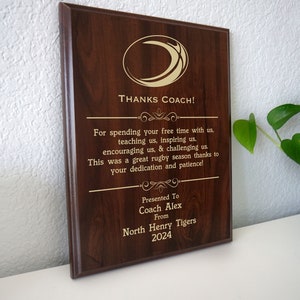 THANKS COACH!
For spending your free time with us,
teaching us, inspiring us,
encouraging us, & challenging us.
This was a great rugby season thanks to
your dedication and patience!
Presented To
Coach Alex
From
North Henry Tigers
2024